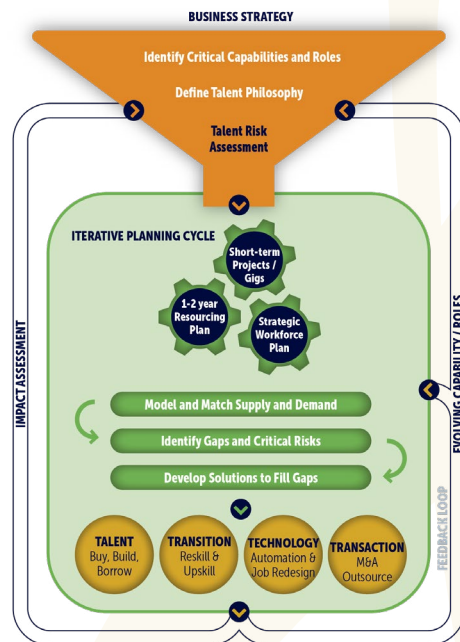 BUSINESS STRATEGY
Identify Critical Capabilities and Roles
Define Talent Philosophy
Talent Risk
Assessment
ITERATIVE PLANNING CYCLE
Short-term
Projects /
Gigs
1-2 year
Resourcing
Plan
Strategic
Workforce
Plan
Model and Match Supply and Demand
Identify Gaps and Critical Risks
Develop Solutions to Fill Gaps
TALENT
Buy, Build,
Borrow
TRANSITION
Reskill &
Upskill
TECHNOLOGY
Automation &
Job Redesign
TRANSACTION
M&A
Outsource
IMPACT ASSESSMENT
EVOLVING CAPABILITY / ROLES
FEEDBACK LOOP